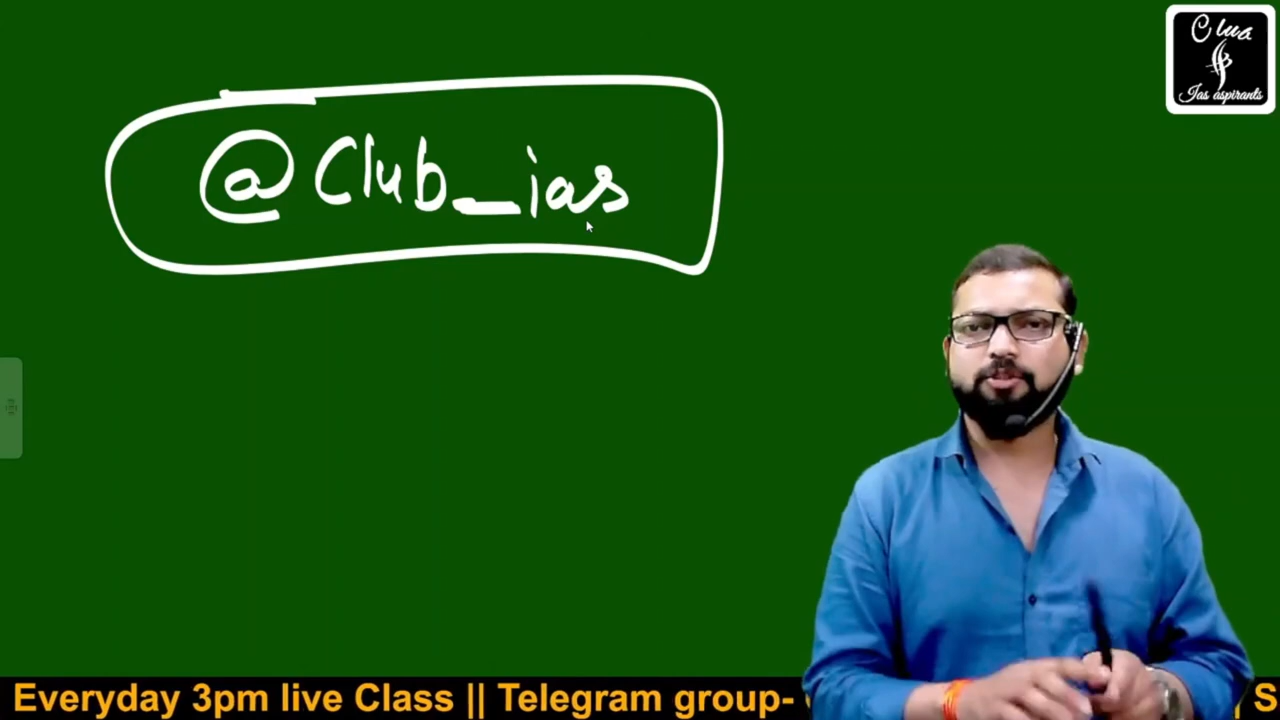 Club
Ias aspirants
@Club_ias
Everyday 3pm live Class || Telegram group-